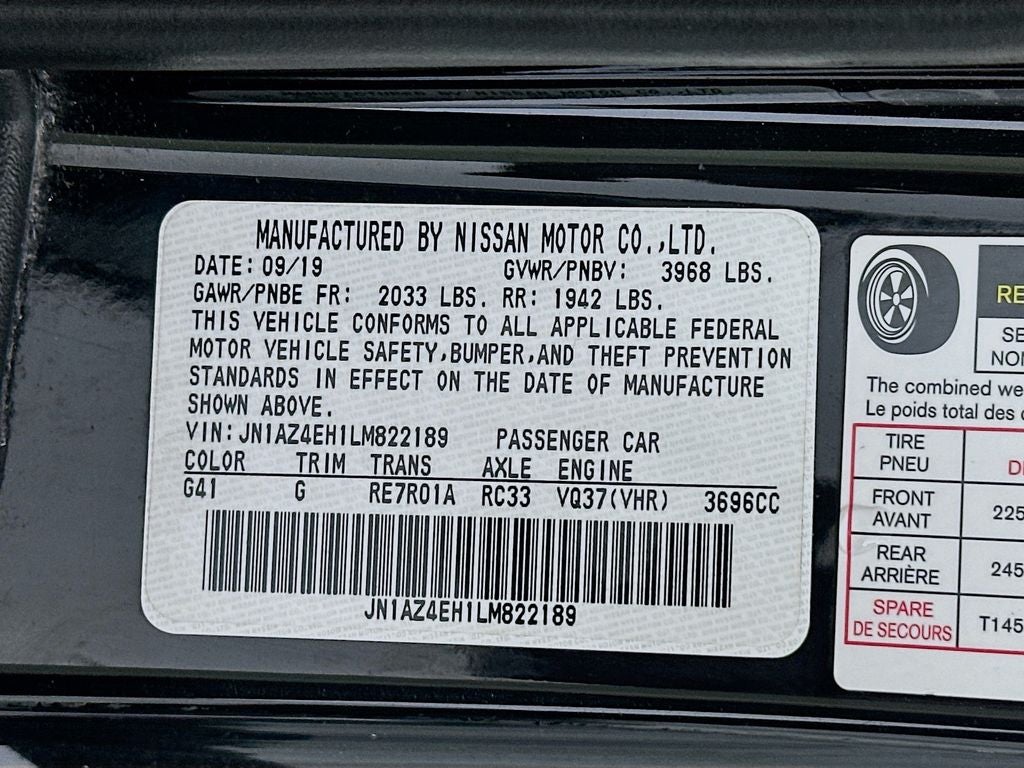 MANUFACTURED BY NISSAN MOTOR CO.,LTD.
DATE: 09/19 GVWR/PNBV: 3968 LBS.
GAWR/PNBE FR: 2033 LBS. RR: 1942 LBS.
THIS VEHICLE CONFORMS TO ALL APPLICABLE FEDERAL
MOTOR VEHICLE SAFETY,BUMPER,AND THEFT PREVENTION
STANDARDS IN EFFECT ON THE DATE OF MANUFACTURE
SHOWN ABOVE.
VIN: JN1AZ4EH1LM822189 PASSENGER CAR
COLOR TRIM TRANS AXLE ENGINE
G41 G RE7R01A RC33 VQ37(VHR) 3696CC
JN1AZ4EH1LM822189
RE
SE
NO
The combined we
Le poids total des
TIRE
PNEU
FRONT
AVANT
225
REAR
ARRIÈRE
245
SPARE
DE SECOURS
T145